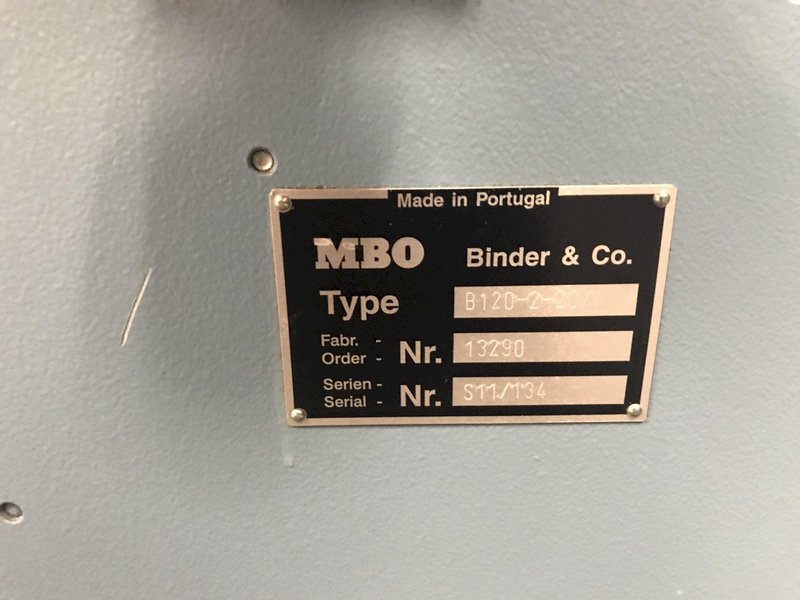 Made in Portugal
MBO Binder & Co.
Type B120-2-20/4
Fabr. -
Order - Nr. 13290
Serien -
Serial - Nr. S11/134